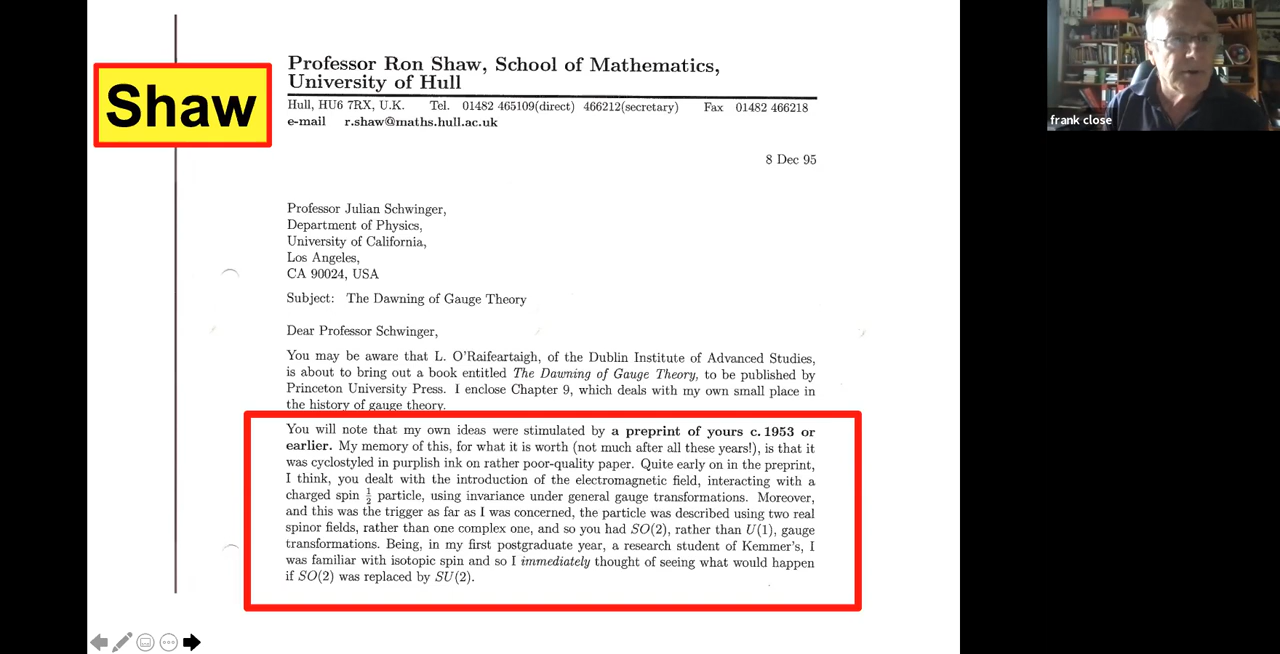 Shaw
Professor Ron Shaw, School of Mathematics,
University of Hull
Hull, HU6 7RX, U.K. Tel. 01482 465109(direct) 466212(secretary) Fax 01482 466218
e-mail r.shaw@maths.hull.ac.uk
8 Dec 95
Professor Julian Schwinger,
Department of Physics,
University of California,
Los Angeles,
CA 90024, USA
Subject: The Dawning of Gauge Theory
Dear Professor Schwinger,
You may be aware that L. O'Raifeartaigh, of the Dublin Institute of Advanced Studies,
is about to bring out a book entitled The Dawning of Gauge Theory, to be published by
Princeton University Press. I enclose Chapter 9, which deals with my own small place in
the history of gauge theory.
You will note that my own ideas were stimulated by a preprint of yours c. 1953 or
earlier. My memory of this, for what it is worth (not much after all these years!), is that it
was cyclostyled in purplish ink on rather poor-quality paper. Quite early on in the preprint,
I think, you dealt with the introduction of the electromagnetic field, interacting with a
charged spin ½ particle, using invariance under general gauge transformations. Moreover,
and this was the trigger as far as I was concerned, the particle was described using two real
spinor fields, rather than one complex one, and so you had SO(2), rather than U(1), gauge
transformations. Being, in my first postgraduate year, a research student of Kemmer's, I
was familiar with isotopic spin and so I immediately thought of seeing what would happen
if SO(2) was replaced by SU(2).
frank close